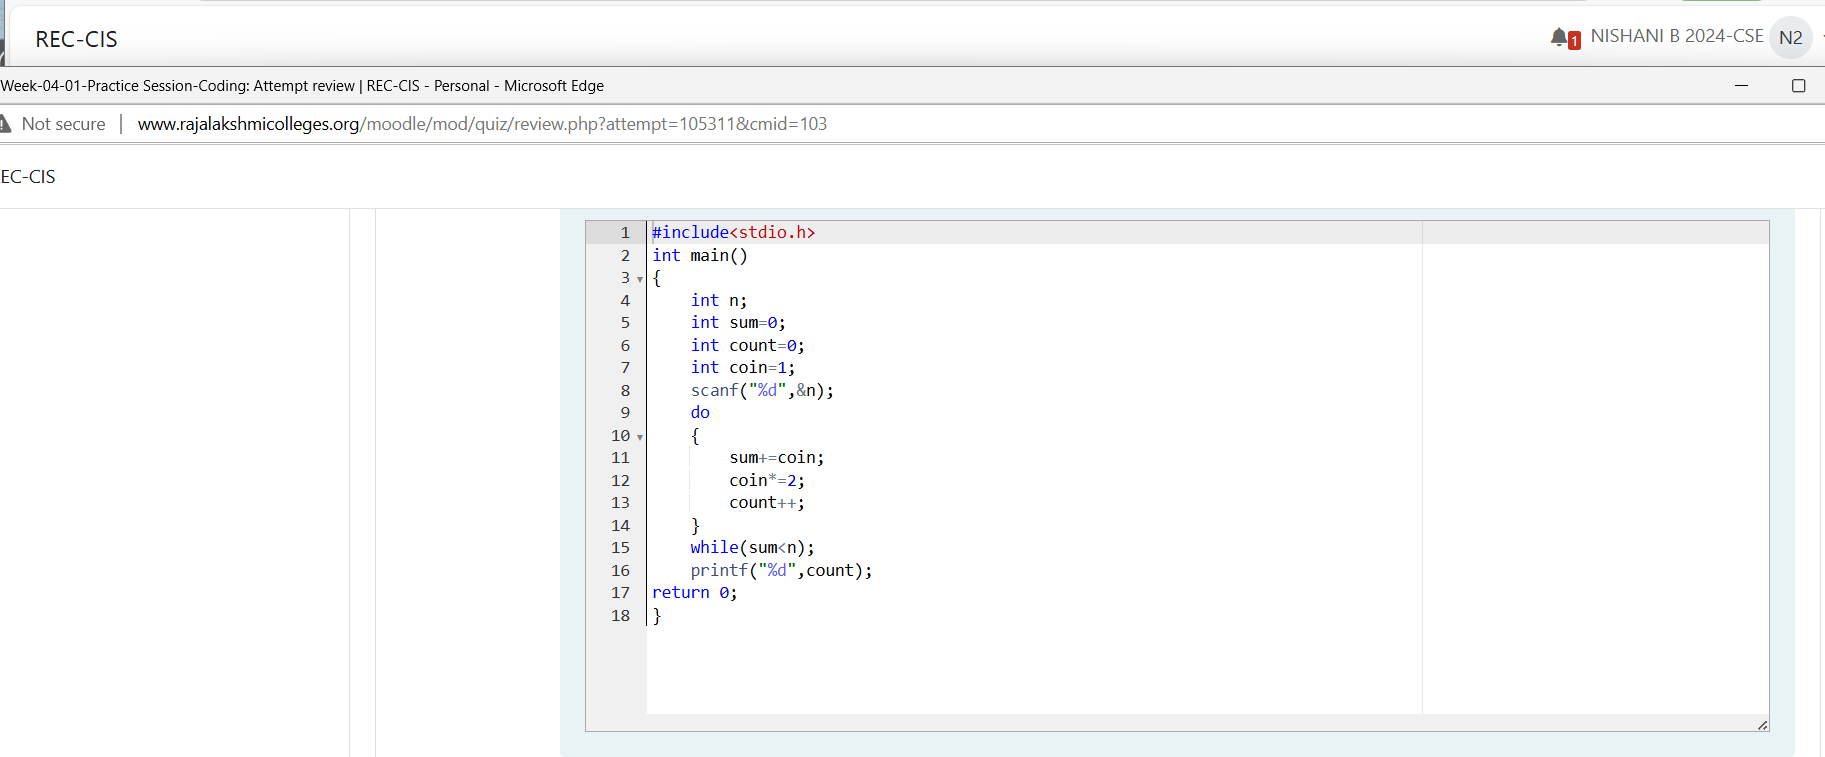 REC-CIS
1 NISHANI B 2024-CSE N2
Week-04-01-Practice Session-Coding: Attempt review | REC-CIS - Personal - Microsoft Edge
Not secure | www.rajalakshmicolleges.org/moodle/mod/quiz/review.php?attempt=105311&cmid=103
EC-CIS
1 #include<stdio.h>
2 int main()
3 {
4 int n;
5 int sum=0;
6 int count=0;
7 int coin=1;
8 scanf("%d",&n);
9 do
10 {
11 sum+=coin;
12 coin*=2;
13 count++;
14 }
15 while(sum<n);
16 printf("%d",count);
17 return 0;
18 }